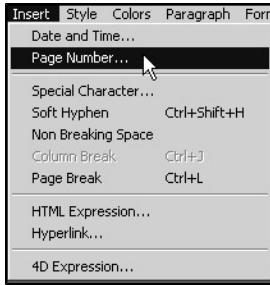 Insert Style Colors Paragraph Forr
Date and Time...
Page Number...
Special Character...
Soft Hyphen Ctrl+Shift+H
Non Breaking Space
Column Break Ctrl+J
Page Break Ctrl+L
HTML Expression...
Hyperlink...
4D Expression...